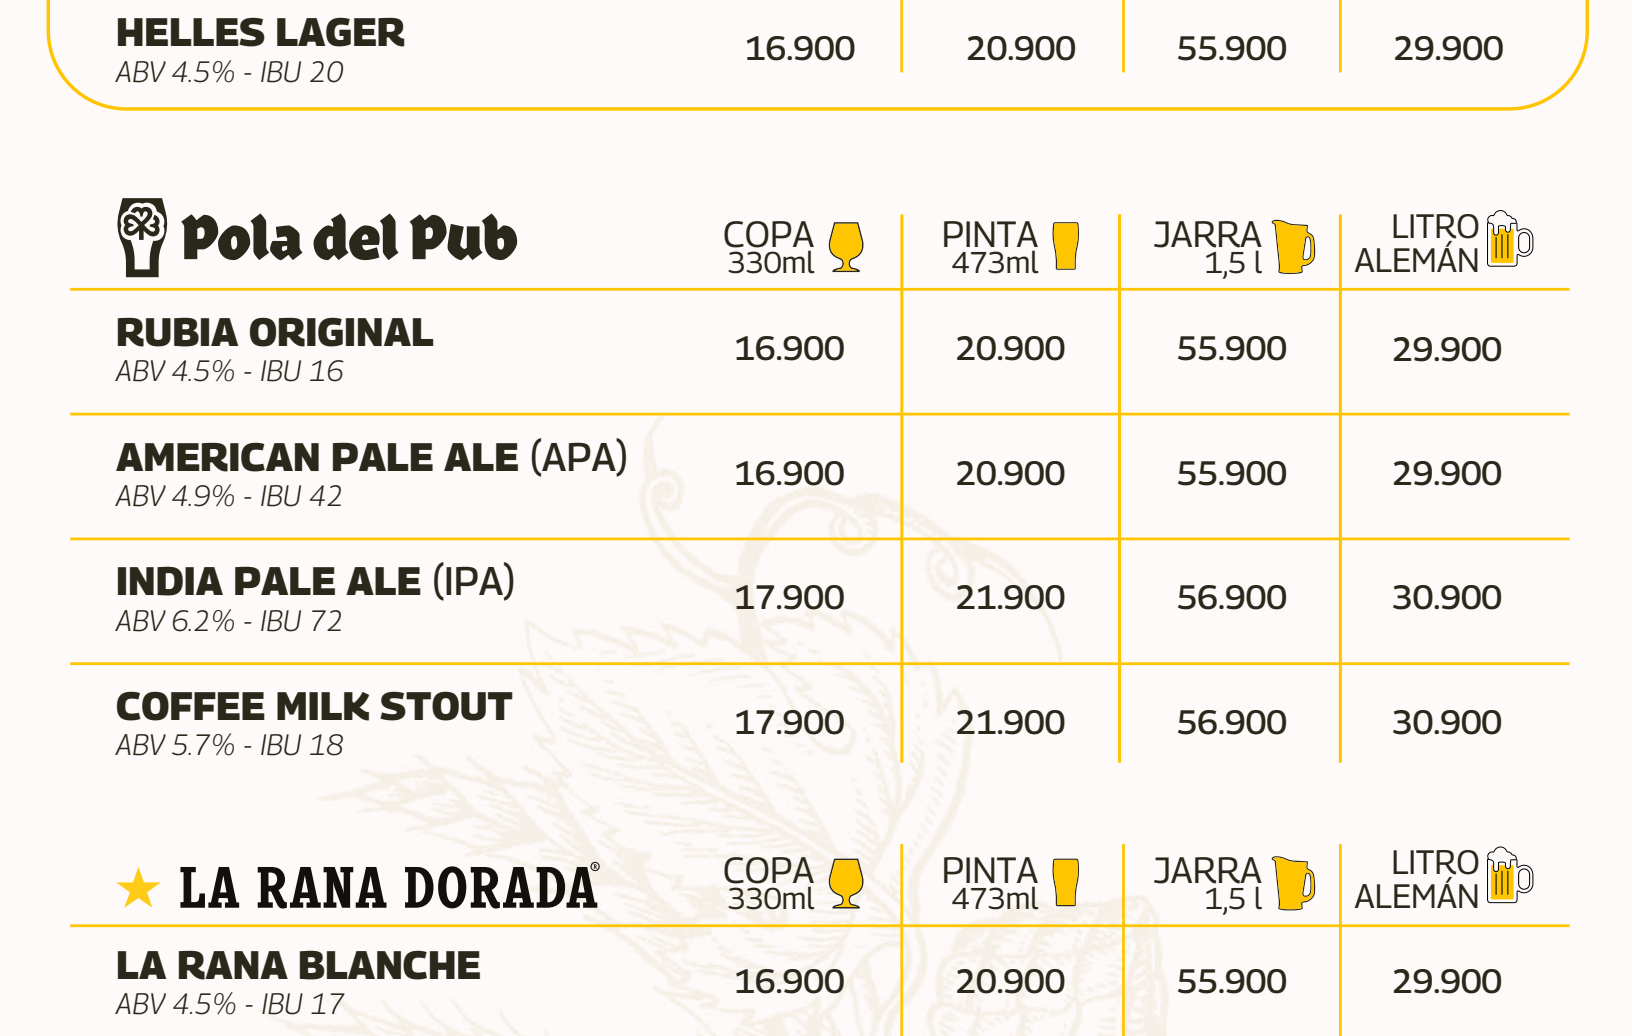 HELLES LAGER
ABV 4.5% - IBU 20
16.900 20.900 55.900 29.900
Pola del Pub
COPA 330ml
PINTA 473ml
JARRA 1,5 l
LITRO ALEMÁN
RUBIA ORIGINAL
ABV 4.5% - IBU 16
16.900 20.900 55.900 29.900
AMERICAN PALE ALE (APA)
ABV 4.9% - IBU 42
16.900 20.900 55.900 29.900
INDIA PALE ALE (IPA)
ABV 6.2% - IBU 72
17.900 21.900 56.900 30.900
COFFEE MILK STOUT
ABV 5.7% - IBU 18
17.900 21.900 56.900 30.900
LA RANA DORADA®
COPA 330ml
PINTA 473ml
JARRA 1,5 l
LITRO ALEMÁN
LA RANA BLANCHE
ABV 4.5% - IBU 17
16.900 20.900 55.900 29.900